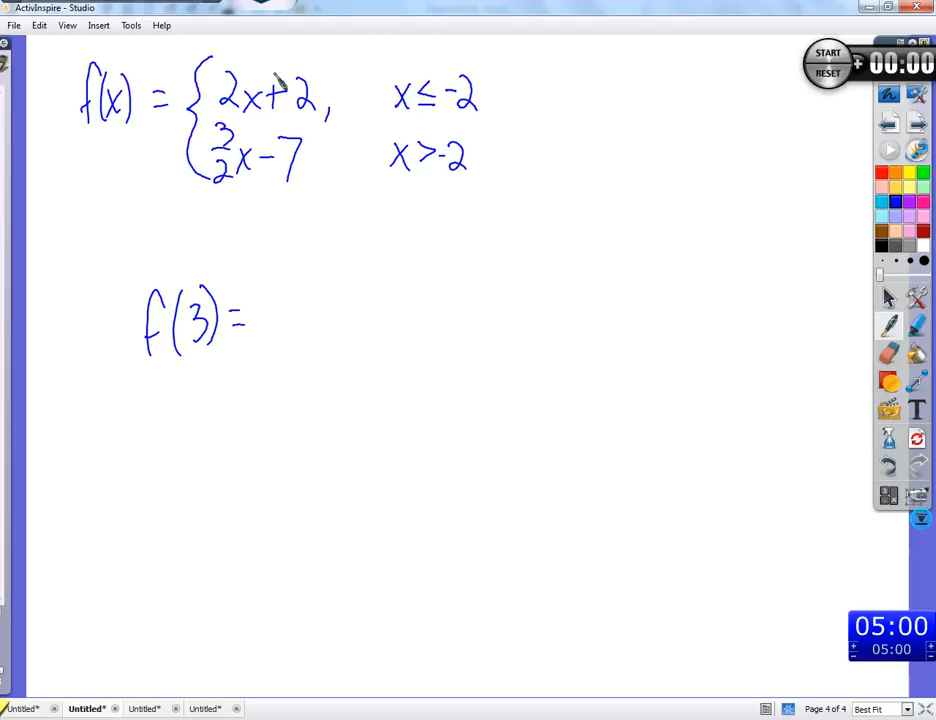 ActivInspire - Studio
File Edit View Insert Tools Help
START
RESET
00:00
f(x) = { 2x+2, x ≤ -2
3/2x - 7 x > -2
f(3) =
05:00
05:00
Untitled* Untitled* Untitled* Untitled*
Page 4 of 4 Best Fit